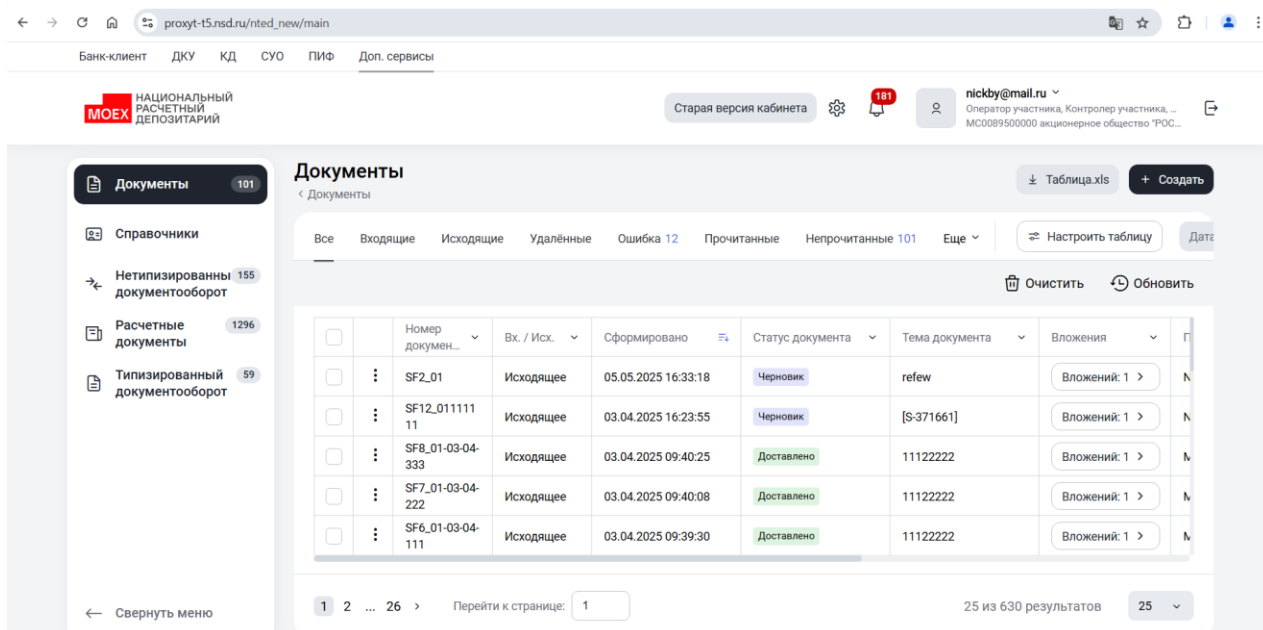 proxyt-t5.nsd.ru/nted_new/main
Банк-клиент ДКУ КД СУО ПИФ Доп. сервисы
MOEX
НАЦИОНАЛЬНЫЙ
РАСЧЕТНЫЙ
ДЕПОЗИТАРИЙ
Старая версия кабинета
181
nickby@mail.ru
Оператор участника, Контролер участника, ...
MC0089500000 акционерное общество "РОС...
Документы 101
Справочники
Нетипизированны 155
документооборот
Расчетные 1296
документы
Типизированный 59
документооборот
Свернуть меню
Документы
< Документы
Таблица.xls
+ Создать
Все Входящие Исходящие Удалённые Ошибка 12 Прочитанные Непрочитанные 101 Еще
Настроить таблицу
Дата
Очистить Обновить
Номер докумен... Вх. / Исх. Сформировано Статус документа Тема документа Вложения
SF2_01 Исходящее 05.05.2025 16:33:18 Черновик refew Вложений: 1 >
SF12_011111
11 Исходящее 03.04.2025 16:23:55 Черновик [S-371661] Вложений: 1 >
SF8_01-03-04-
333 Исходящее 03.04.2025 09:40:25 Доставлено 11122222 Вложений: 1 >
SF7_01-03-04-
222 Исходящее 03.04.2025 09:40:08 Доставлено 11122222 Вложений: 1 >
SF6_01-03-04-
111 Исходящее 03.04.2025 09:39:30 Доставлено 11122222 Вложений: 1 >
1 2 ... 26 > Перейти к странице: 1
25 из 630 результатов 25